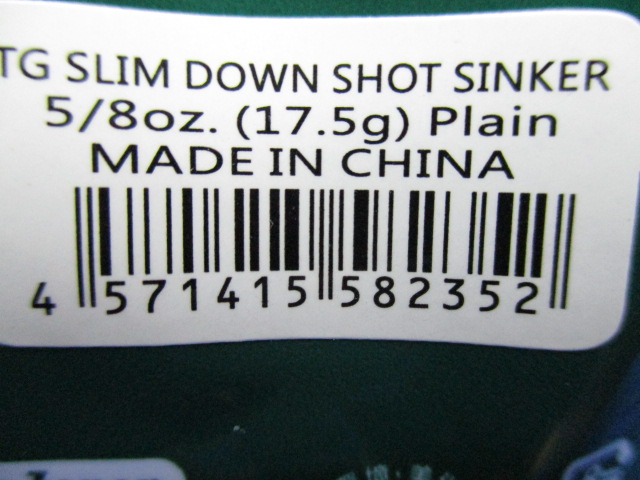 TG SLIM DOWN SHOT SINKER
5/8oz. (17.5g) Plain
MADE IN CHINA
4 571415 582352